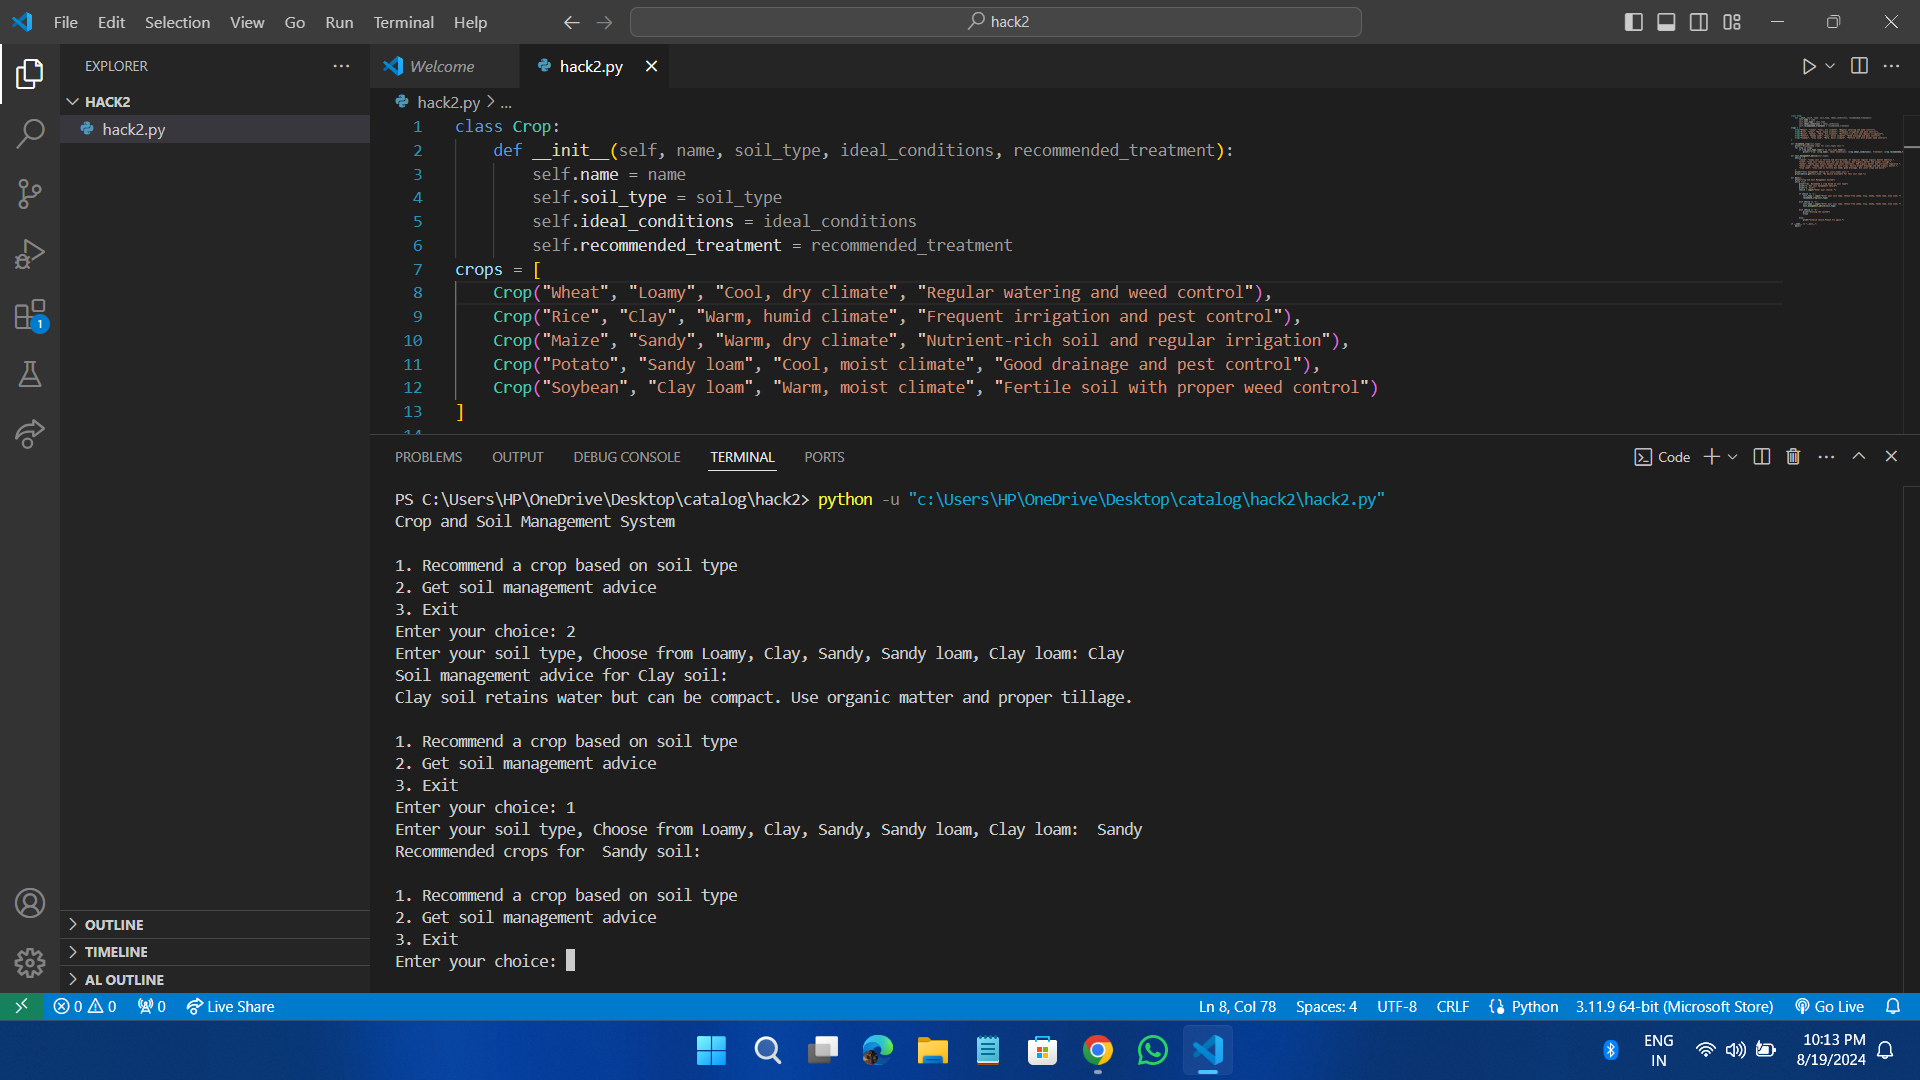 File Edit Selection View Go Run Terminal Help
hack2
EXPLORER
HACK2
hack2.py
OUTLINE
TIMELINE
AL OUTLINE
1
Welcome
hack2.py
hack2.py > ...
1 class Crop:
2 def __init__(self, name, soil_type, ideal_conditions, recommended_treatment):
3 self.name = name
4 self.soil_type = soil_type
5 self.ideal_conditions = ideal_conditions
6 self.recommended_treatment = recommended_treatment
7 crops = [
8 Crop("Wheat", "Loamy", "Cool, dry climate", "Regular watering and weed control"),
9 Crop("Rice", "Clay", "Warm, humid climate", "Frequent irrigation and pest control"),
10 Crop("Maize", "Sandy", "Warm, dry climate", "Nutrient-rich soil and regular irrigation"),
11 Crop("Potato", "Sandy loam", "Cool, moist climate", "Good drainage and pest control"),
12 Crop("Soybean", "Clay loam", "Warm, moist climate", "Fertile soil with proper weed control")
13 ]
14
PROBLEMS OUTPUT DEBUG CONSOLE TERMINAL PORTS
Code
PS C:\Users\HP\OneDrive\Desktop\catalog\hack2> python -u "c:\Users\HP\OneDrive\Desktop\catalog\hack2\hack2.py"
Crop and Soil Management System
1. Recommend a crop based on soil type
2. Get soil management advice
3. Exit
Enter your choice: 2
Enter your soil type, Choose from Loamy, Clay, Sandy, Sandy loam, Clay loam: Clay
Soil management advice for Clay soil:
Clay soil retains water but can be compact. Use organic matter and proper tillage.
1. Recommend a crop based on soil type
2. Get soil management advice
3. Exit
Enter your choice: 1
Enter your soil type, Choose from Loamy, Clay, Sandy, Sandy loam, Clay loam:  Sandy
Recommended crops for  Sandy soil:
1. Recommend a crop based on soil type
2. Get soil management advice
3. Exit
Enter your choice:
0 0 0 Live Share
Ln 8, Col 78 Spaces: 4 UTF-8 CRLF Python 3.11.9 64-bit (Microsoft Store) Go Live
ENG
IN
10:13 PM
8/19/2024